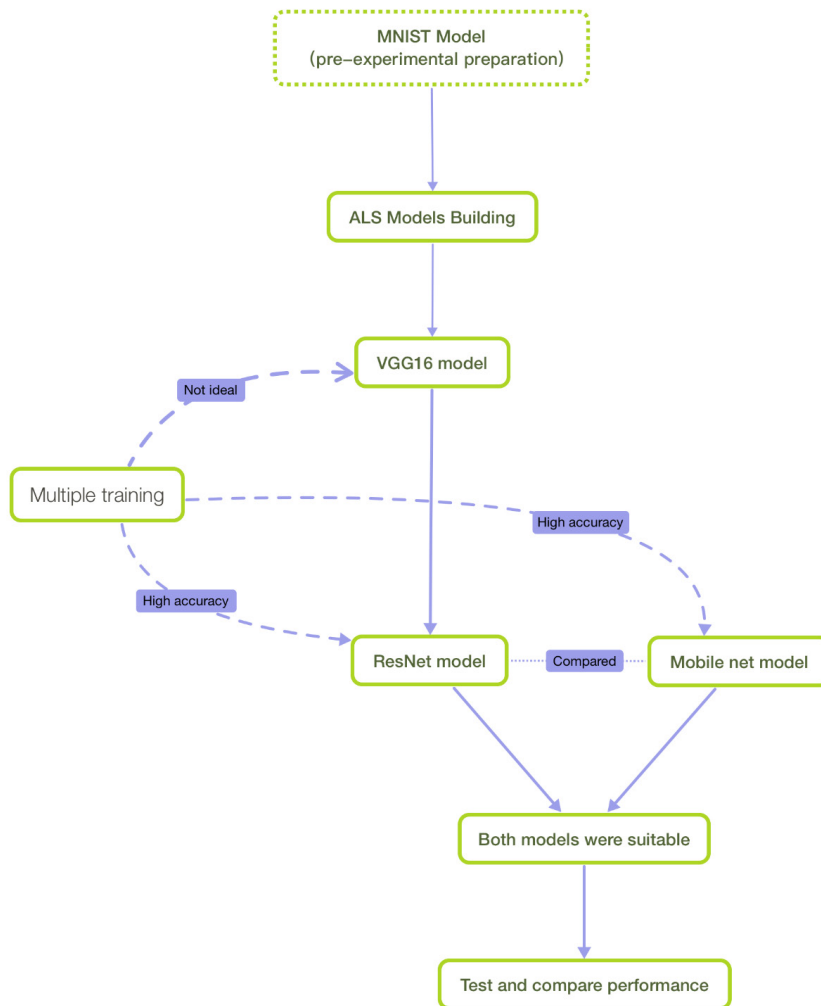 MNIST Model
(pre-experimental preparation)
ALS Models Building
VGG16 model
Not ideal
Multiple training
High accuracy
High accuracy
ResNet model
Compared
Mobile net model
Both models were suitable
Test and compare performance